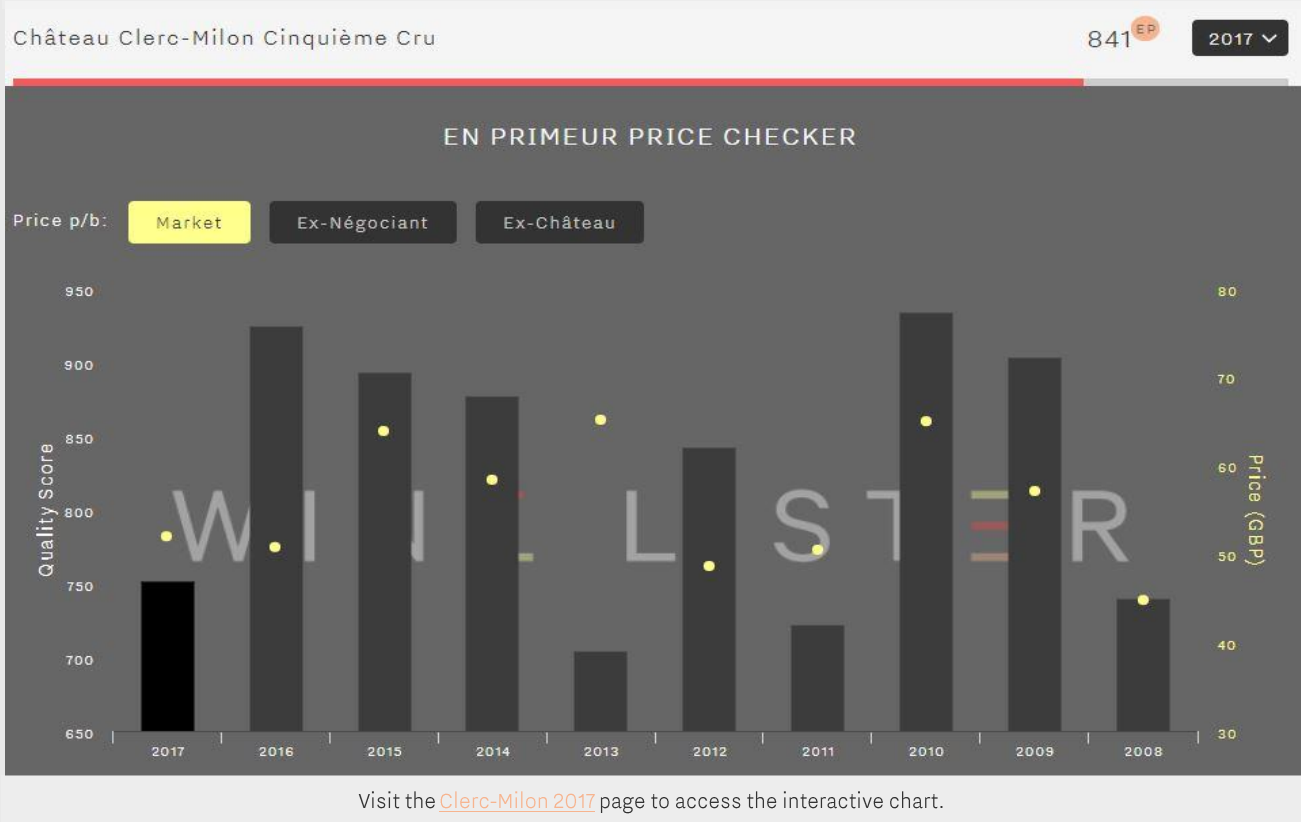 Château Clerc-Milon Cinquième Cru
841 EP
2017
EN PRIMEUR PRICE CHECKER
Price p/b:
Market
Ex-Négociant
Ex-Château
Quality Score
950
900
850
800
750
700
650
WINE LISTER
80
70
60
50
40
30
Price (GBP)
2017 2016 2015 2014 2013 2012 2011 2010 2009 2008
Visit the Clerc-Milon 2017 page to access the interactive chart.